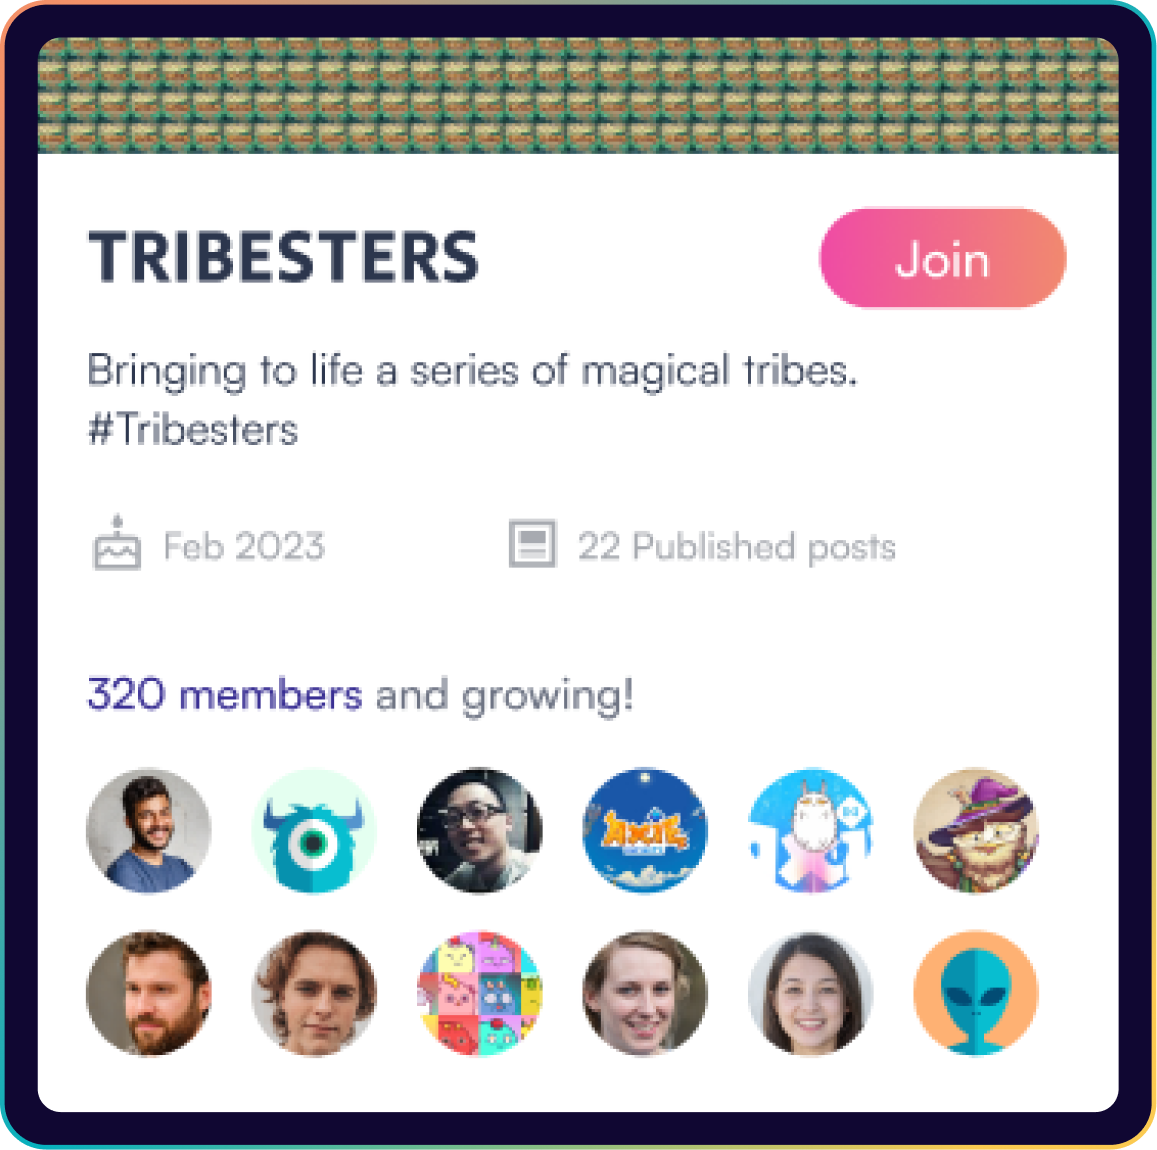 TRIBESTERS
Join
Bringing to life a series of magical tribes.
#Tribesters
Feb 2023
22 Published posts
320 members and growing!
AXIE